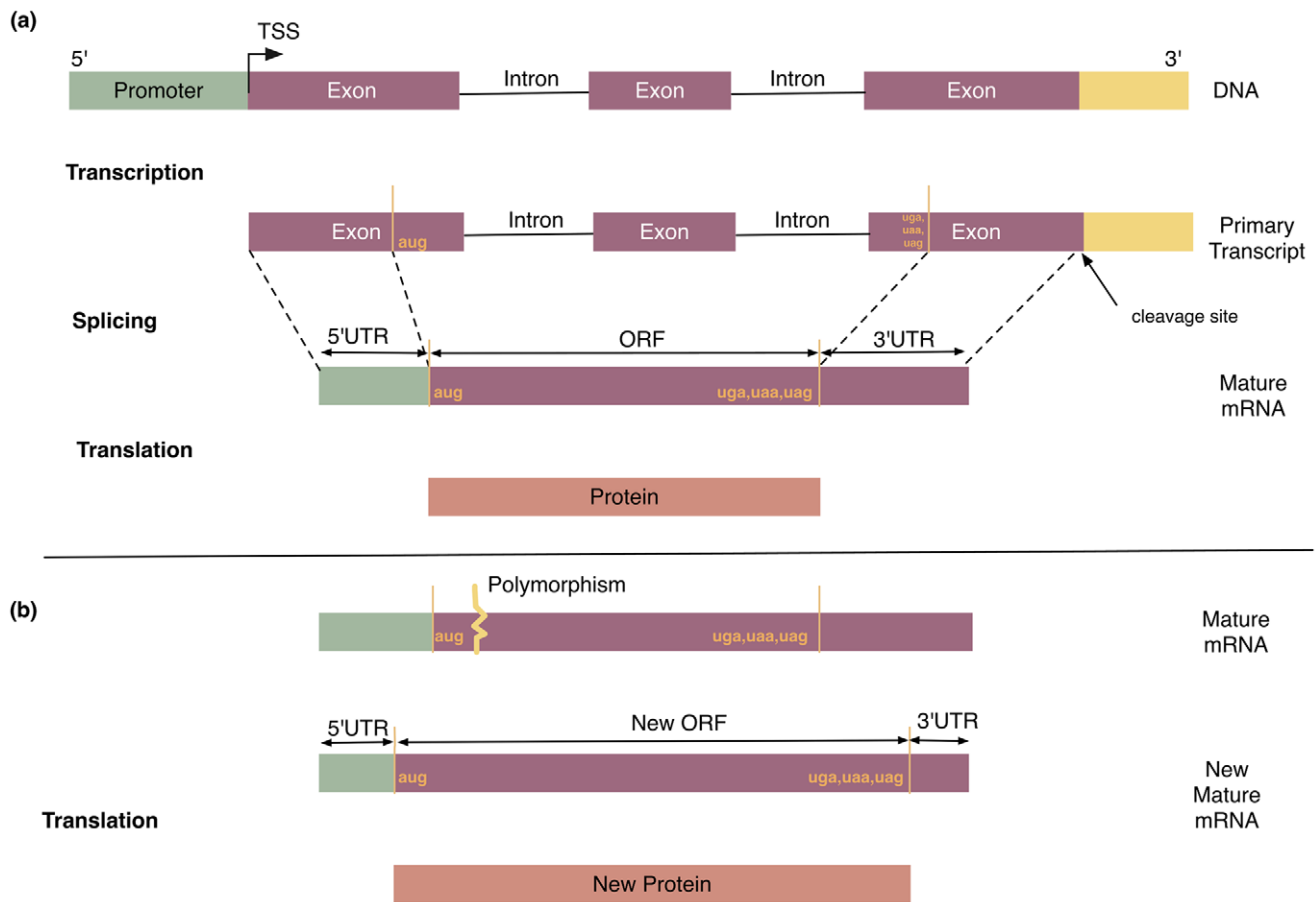 (a)
TSS
5'
3'
Promoter
Exon
Intron
Exon
Intron
Exon
DNA
Transcription
Exon
aug
Intron
Exon
Intron
uga,
uaa,
uag
Exon
Primary
Transcript
Splicing
cleavage site
5'UTR
ORF
3'UTR
aug
uga,uaa,uag
Mature
mRNA
Translation
Protein
(b)
Polymorphism
aug
uga,uaa,uag
Mature
mRNA
5'UTR
New ORF
3'UTR
aug
uga,uaa,uag
New
Mature
mRNA
Translation
New Protein